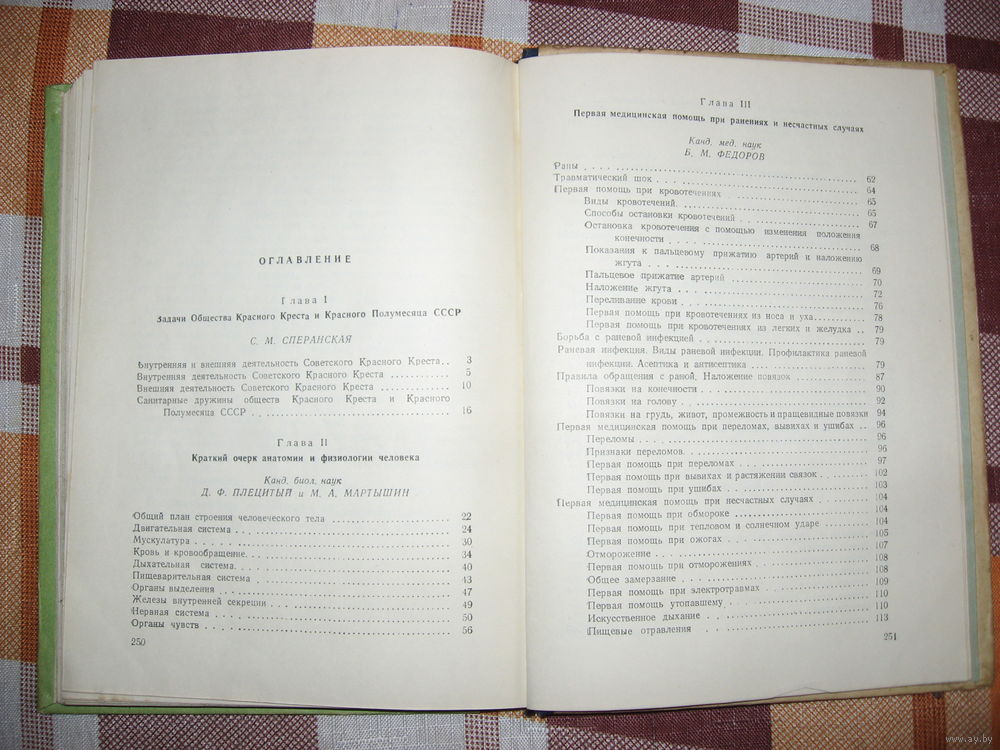 ОГЛАВЛЕНИЕ
Глава I
Задачи Общества Красного Креста и Красного Полумесяца СССР
С. М. СПЕРАНСКАЯ
Внутренняя и внешняя деятельность Советского Красного Креста . . 3
Внутренняя деятельность Советского Красного Креста . . . . 5
Внешняя деятельность Советского Красного Креста . . . . 10
Санитарные дружины обществ Красного Креста и Красного
Полумесяца СССР . . . . 16
Глава II
Краткий очерк анатомии и физиологии человека
Канд. биол. наук
Д. Ф. ПЛЕЦИТЫЙ и М. А. МАРТЫШИН
Общий план строения человеческого тела . . . . 22
Двигательная система . . . . 24
Мускулатура . . . . 30
Кровь и кровообращение. . . . 34
Дыхательная система. . . . 40
Пищеварительная система . . . . 43
Органы выделения . . . . 47
Железы внутренней секреции . . . . 49
Нервная система . . . . 50
Органы чувств . . . . 56
250
Глава III
Первая медицинская помощь при ранениях и несчастных случаях
Канд. мед. наук
Б. М. ФЕДОРОВ
Раны . . . . 62
Травматический шок . . . . 64
Первая помощь при кровотечениях . . . . 65
Виды кровотечений. . . . 65
Способы остановки кровотечений . . . . 67
Остановка кровотечения с помощью изменения положения
конечности . . . . 68
Показания к пальцевому прижатию артерий и наложению
жгута . . . . 69
Пальцевое прижатие артерий . . . . 70
Наложение жгута . . . . 72
Переливание крови . . . . 76
Первая помощь при кровотечениях из носа и уха . . . . 78
Первая помощь при кровотечениях из легких и желудка . . 79
Борьба с раневой инфекцией . . . . 79
Раневая инфекция. Виды раневой инфекции. Профилактика раневой
инфекции. Асептика и антисептика . . . . 79
Правила обращения с раной. Наложение повязок . . . . 87
Повязки на конечности . . . . 90
Повязки на голову . . . . 92
Повязки на грудь, живот, промежность и пращевидные повязки 94
Первая медицинская помощь при переломах, вывихах и ушибах . . 96
Переломы . . . . 96
Признаки переломов. . . . 96
Первая помощь при переломах . . . . 97
Первая помощь при вывихах и растяжении связок . . . . 102
Первая помощь при ушибах . . . . 103
Первая медицинская помощь при несчастных случаях . . . . 104
Первая помощь при обмороке . . . . 104
Первая помощь при тепловом и солнечном ударе . . . . 104
Первая помощь при ожогах . . . . 105
Отморожение . . . . 107
Первая помощь при отморожениях . . . . 108
Общее замерзание . . . . 108
Первая помощь при электротравмах . . . . 109
Первая помощь утопавшему . . . . 110
Искусственное дыхание . . . . 110
Пищевые отравления . . . . 113
251
www.ay.by